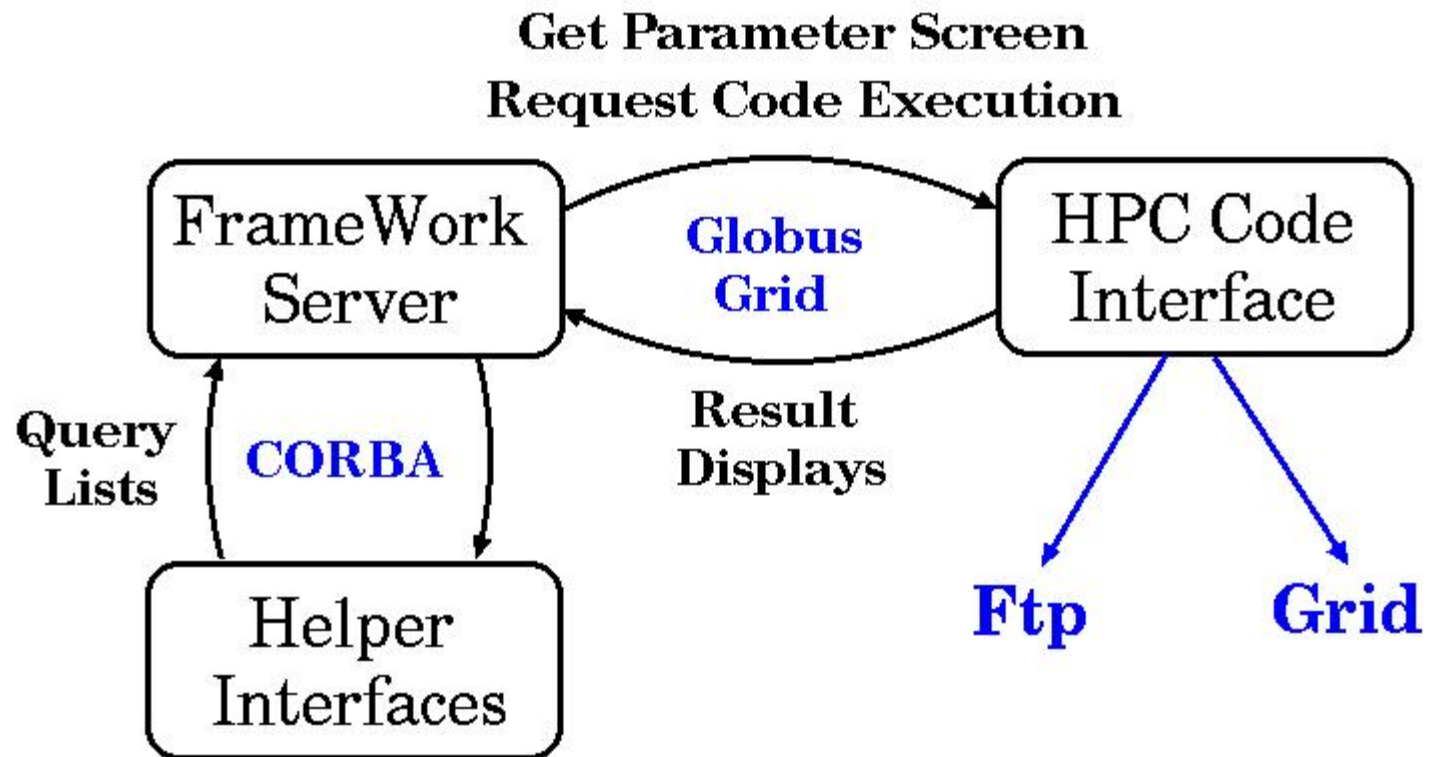 Get Parameter Screen
Request Code Execution
FrameWork
Server
Globus
Grid
HPC Code
Interface
Query
Lists
CORBA
Result
Displays
Helper
Interfaces
Ftp
Grid